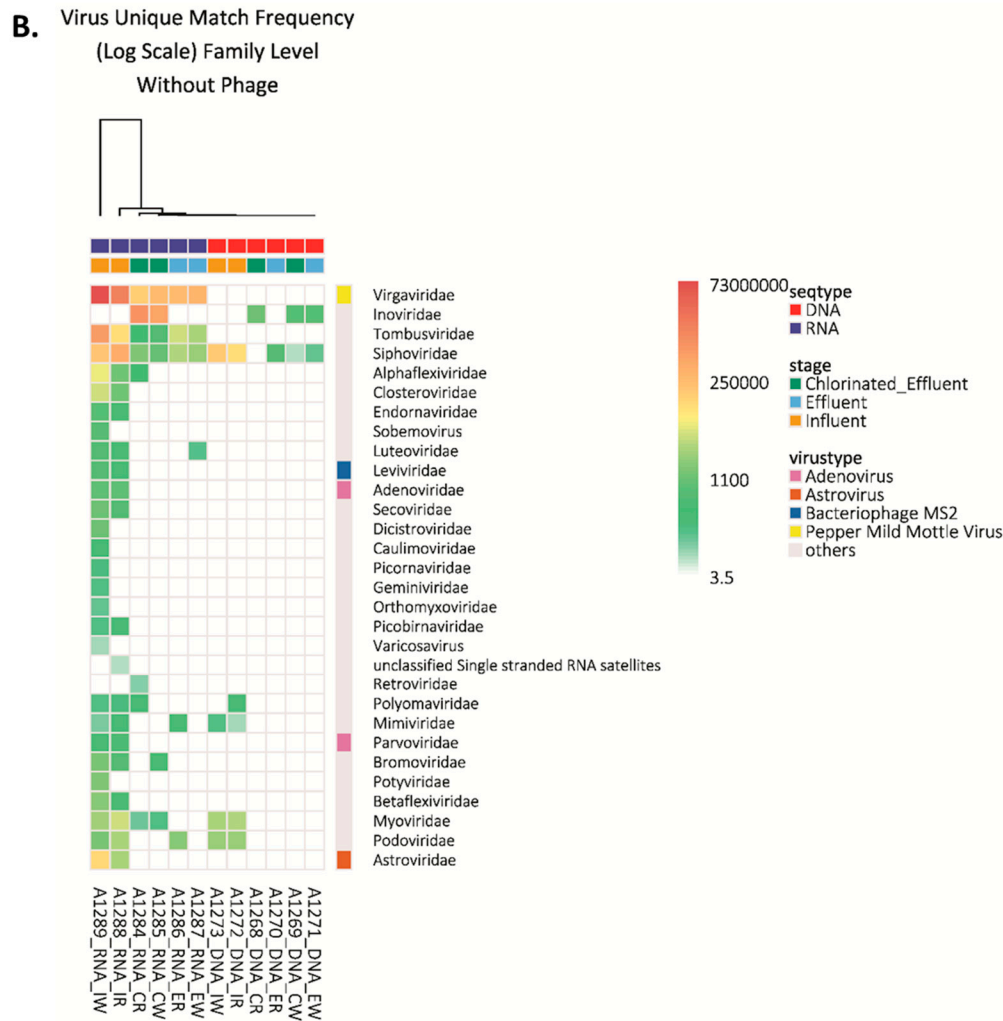 B.
Virus Unique Match Frequency
(Log Scale) Family Level
Without Phage
Virgaviridae
Inoviridae
Tombusviridae
Siphoviridae
Alphaflexiviridae
Closteroviridae
Endornaviridae
Sobemovirus
Luteoviridae
Leviviridae
Adenoviridae
Secoviridae
Dicistroviridae
Caulimoviridae
Picornaviridae
Geminiviridae
Orthomyxoviridae
Picobirnaviridae
Varicosavirus
unclassified Single stranded RNA satellites
Retroviridae
Polyomaviridae
Mimiviridae
Parvoviridae
Bromoviridae
Potyviridae
Betaflexiviridae
Myoviridae
Podoviridae
Astroviridae
73000000
250000
1100
3.5
seqtype
DNA
RNA
stage
Chlorinated_Effluent
Effluent
Influent
virustype
Adenovirus
Astrovirus
Bacteriophage MS2
Pepper Mild Mottle Virus
others
A1289_RNA_IW
A1288_RNA_IR
A1284_RNA_CR
A1285_RNA_CW
A1286_RNA_ER
A1287_RNA_EW
A1273_DNA_IW
A1272_DNA_IR
A1268_DNA_CR
A1270_DNA_ER
A1269_DNA_CW
A1271_DNA_EW